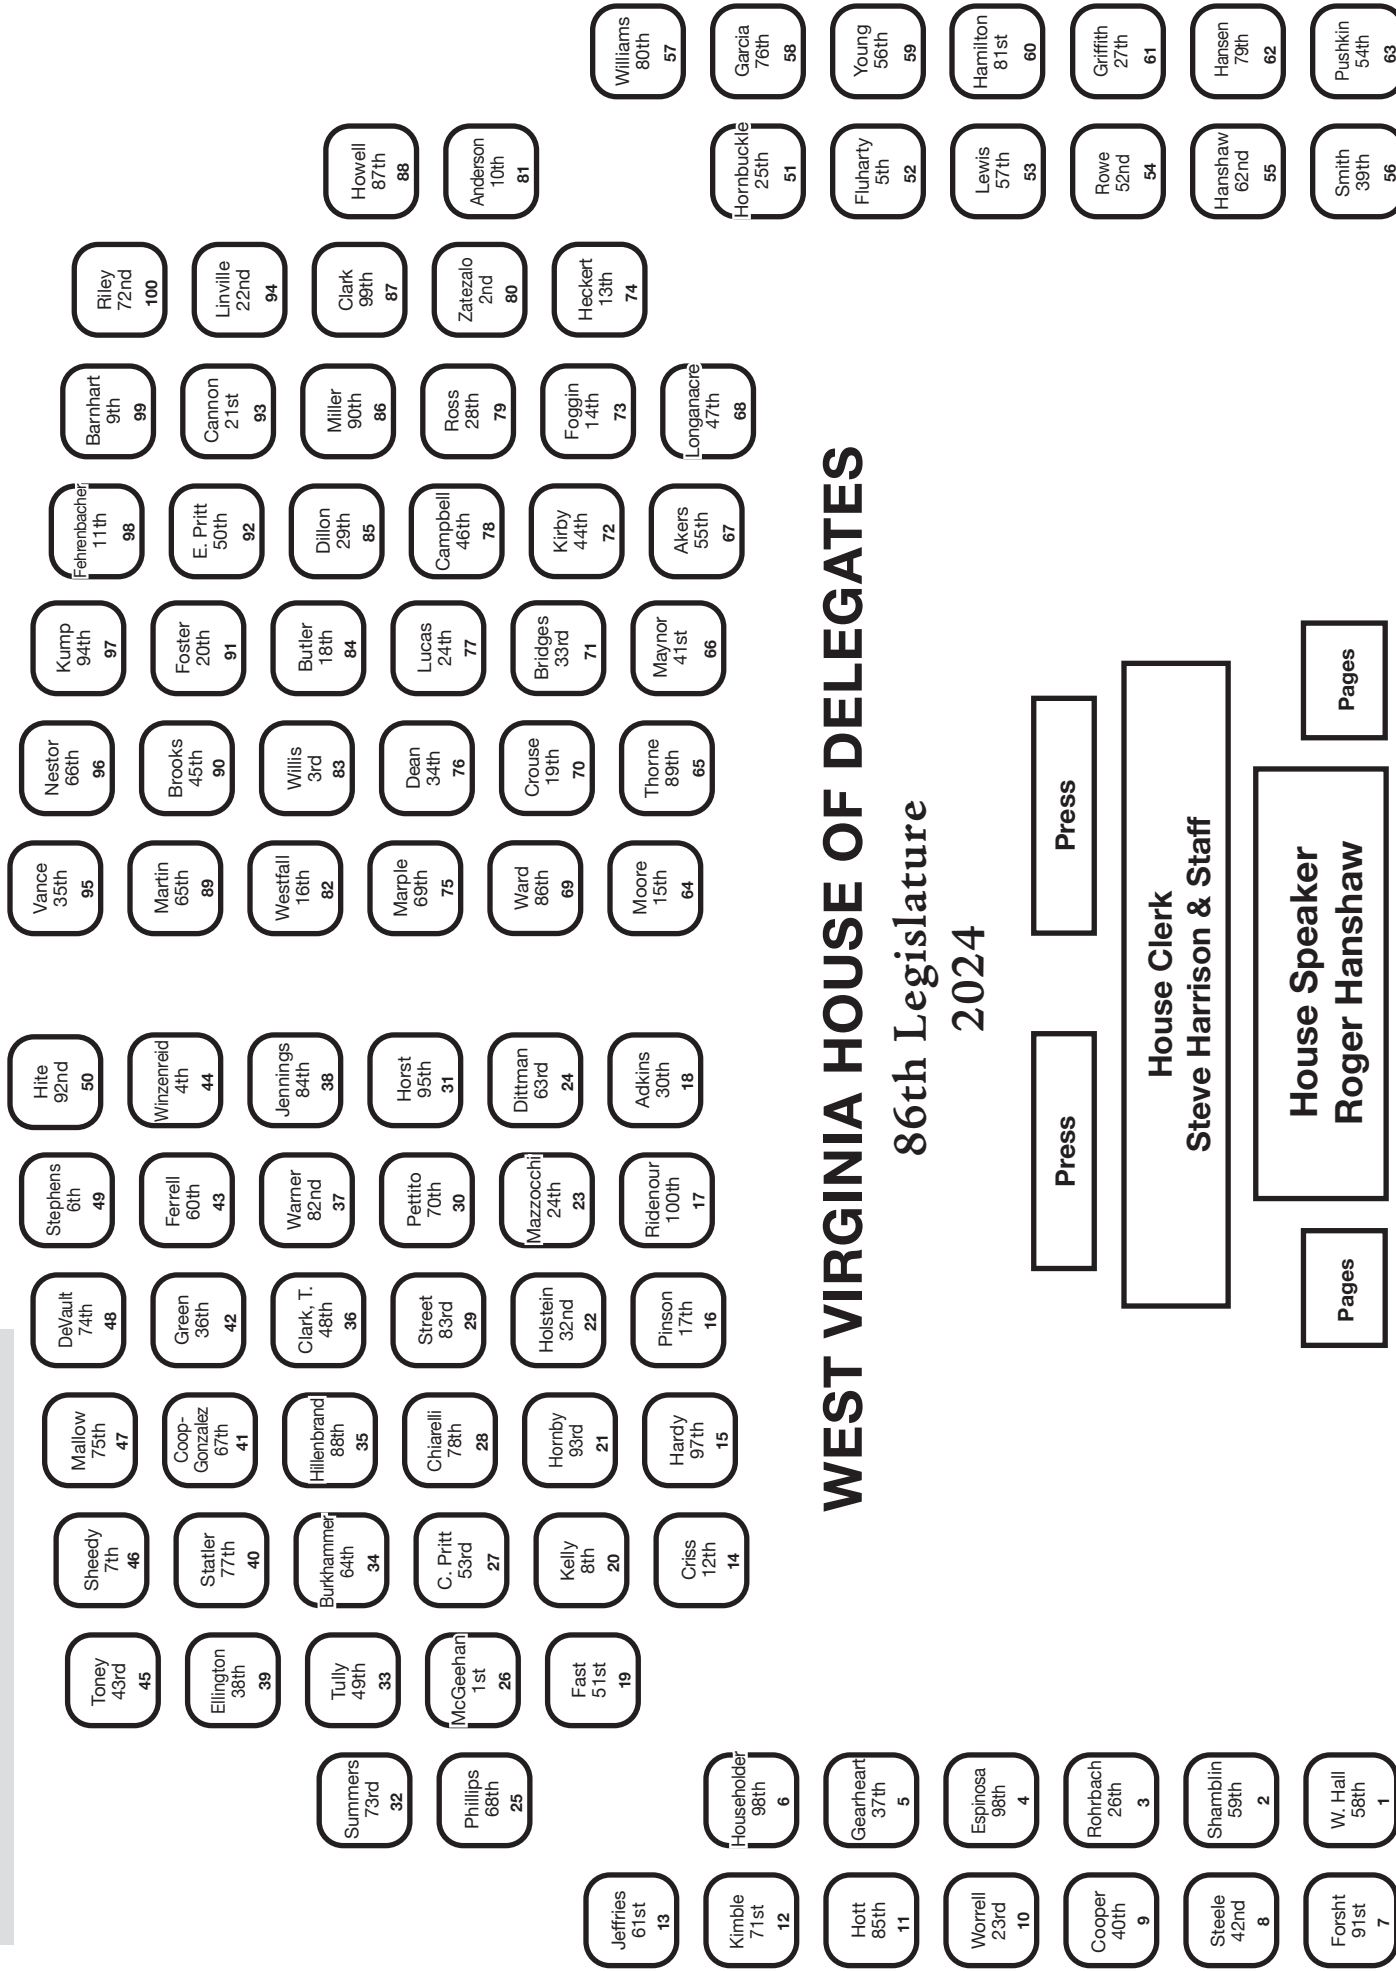 Toney
43rd
45
Sheedy
7th
46
Mallow
75th
47
DeVault
74th
48
Stephens
6th
49
Hite
92nd
50
Vance
35th
95
Nestor
66th
96
Kump
94th
97
Fehrenbacher
11th
98
Barnhart
9th
99
Riley
72nd
100
Ellington
38th
39
Statler
77th
40
Coop-
Gonzalez
67th
41
Green
36th
42
Ferrell
60th
43
Winzenreid
4th
44
Martin
65th
89
Brooks
45th
90
Foster
20th
91
E. Pritt
50th
92
Cannon
21st
93
Linville
22nd
94
Summers
73rd
32
Tully
49th
33
Burkhammer
64th
34
Hillenbrand
88th
35
Clark, T.
48th
36
Warner
82nd
37
Jennings
84th
38
Westfall
16th
82
Willis
3rd
83
Butler
18th
84
Dillon
29th
85
Miller
90th
86
Clark
99th
87
Howell
87th
88
Phillips
68th
25
McGeehan
1st
26
C. Pritt
53rd
27
Chiarelli
78th
28
Street
83rd
29
Pettito
70th
30
Horst
95th
31
Marple
69th
75
Dean
34th
76
Lucas
24th
77
Campbell
46th
78
Ross
28th
79
Zatezalo
2nd
80
Anderson
10th
81
Fast
51st
19
Kelly
8th
20
Hornby
93rd
21
Holstein
32nd
22
Mazzocchi
24th
23
Dittman
63rd
24
Ward
86th
69
Crouse
19th
70
Bridges
33rd
71
Kirby
44th
72
Foggin
14th
73
Heckert
13th
74
Criss
12th
14
Hardy
97th
15
Pinson
17th
16
Ridenour
100th
17
Adkins
30th
18
Moore
15th
64
Thorne
89th
65
Maynor
41st
66
Akers
55th
67
Longanacre
47th
68
Jeffries
61st
13
Williams
80th
57
Kimble
71st
12
Householder
98th
6
Hornbuckle
25th
51
Garcia
76th
58
Hott
85th
11
Gearheart
37th
5
WEST VIRGINIA HOUSE OF DELEGATES
86th Legislature
2024
Fluharty
5th
52
Young
56th
59
Worrell
23rd
10
Espinosa
98th
4
Lewis
57th
53
Hamilton
81st
60
Cooper
40th
9
Rohrbach
26th
3
Press
Press
Rowe
52nd
54
Griffith
27th
61
Steele
42nd
8
Shamblin
59th
2
House Clerk
Steve Harrison & Staff
Hanshaw
62nd
55
Hansen
79th
62
Forsht
91st
7
W. Hall
58th
1
Pages
House Speaker
Roger Hanshaw
Pages
Smith
39th
56
Pushkin
54th
63